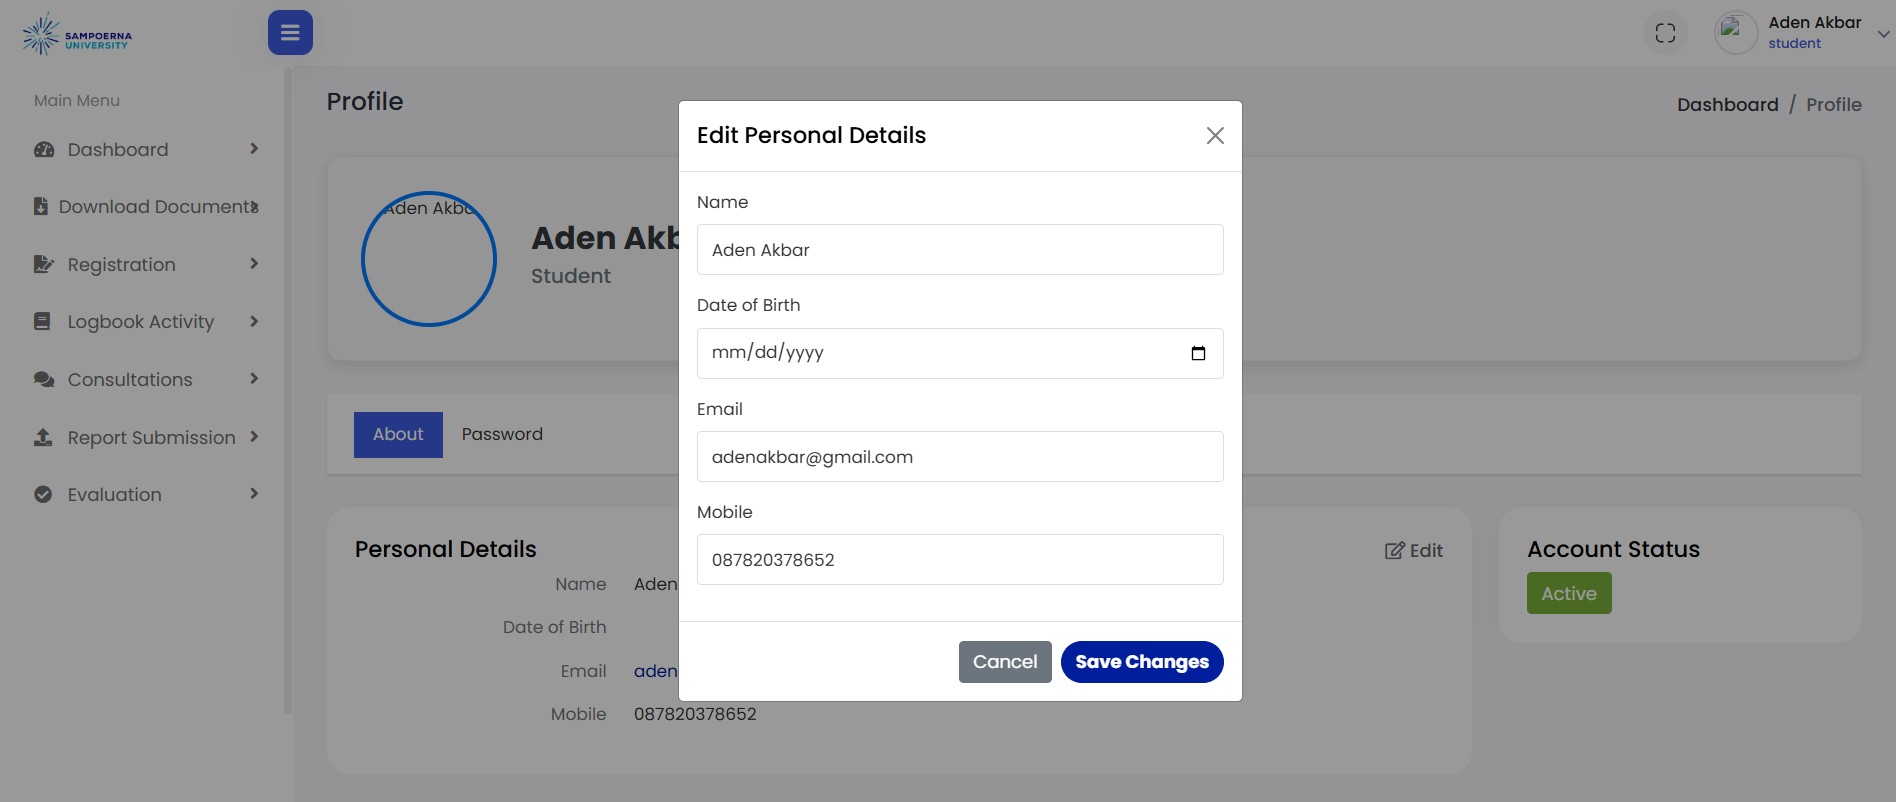 SAMPOERNA
UNIVERSITY
Aden Akbar
student
Main Menu
Dashboard
Download Documents
Registration
Logbook Activity
Consultations
Report Submission
Evaluation
Profile
Dashboard / Profile
Aden Akba
Aden Akb
Student
About
Password
Personal Details
Edit
Name
Aden
Date of Birth
Email
aden
Mobile
087820378652
Account Status
Active
Edit Personal Details
Name
Aden Akbar
Date of Birth
mm/dd/yyyy
Email
adenakbar@gmail.com
Mobile
087820378652
Cancel
Save Changes